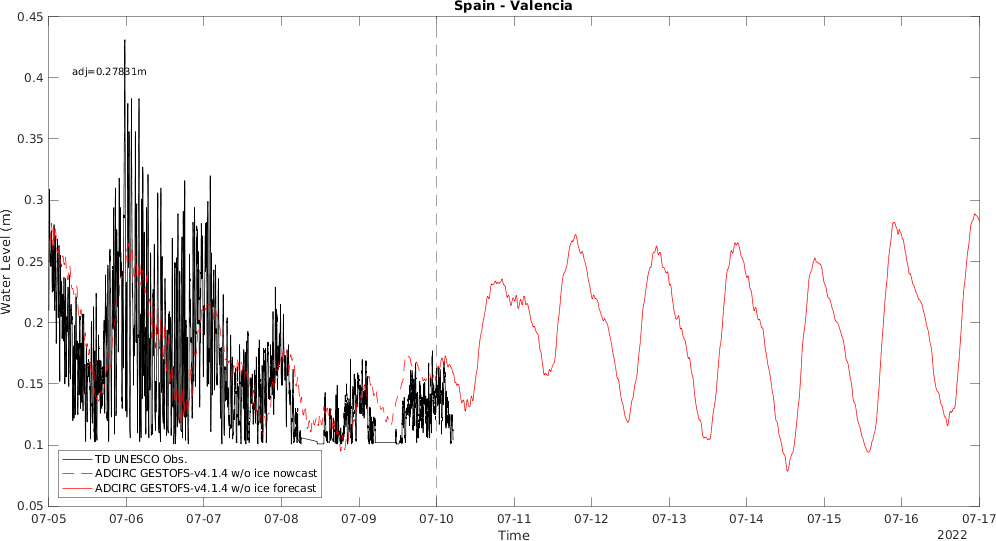 Spain - Valencia
0.45
0.4
0.35
0.3
0.25
0.2
0.15
0.1
0.05
Water Level (m)
adj=0.27831m
TD UNESCO Obs.
ADCIRC GESTOFS-v4.1.4 w/o ice nowcast
ADCIRC GESTOFS-v4.1.4 w/o ice forecast
07-05 07-06 07-07 07-08 07-09 07-10 07-11 07-12 07-13 07-14 07-15 07-16 07-17
Time
2022